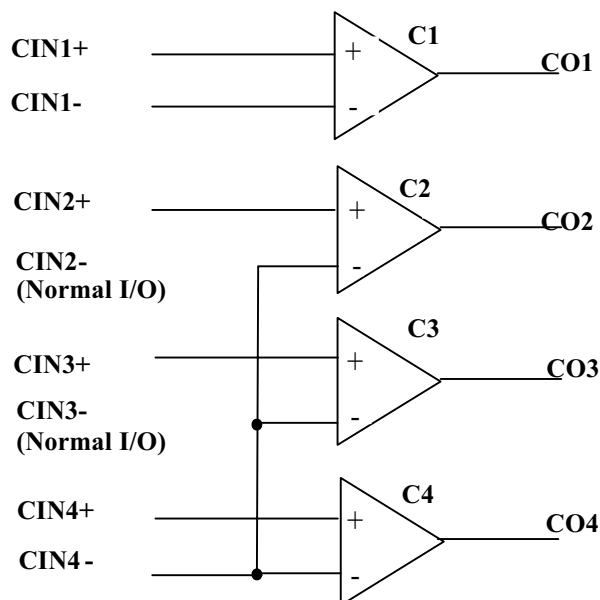 C1
CIN1+
+
CO1
CIN1-
-
C2
CIN2+
+
CO2
CIN2-
-
(Normal I/O)
C3
CIN3+
+
CO3
CIN3-
-
(Normal I/O)
C4
CIN4+
+
CO4
CIN4-
-